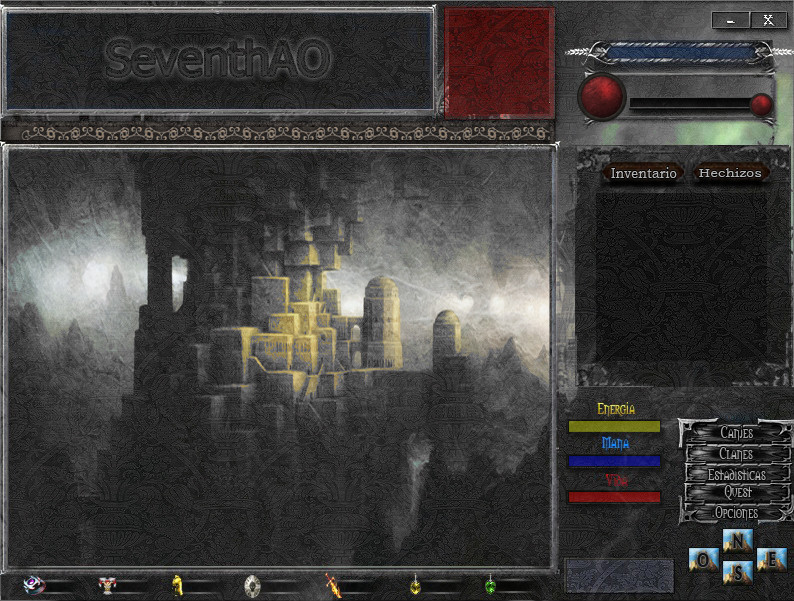 SeventhAO
Inventario
Hechizos
Energia
Mana
Vida
Canjes
Clanes
Estadisticas
Quest
Opciones
N
O
E
S